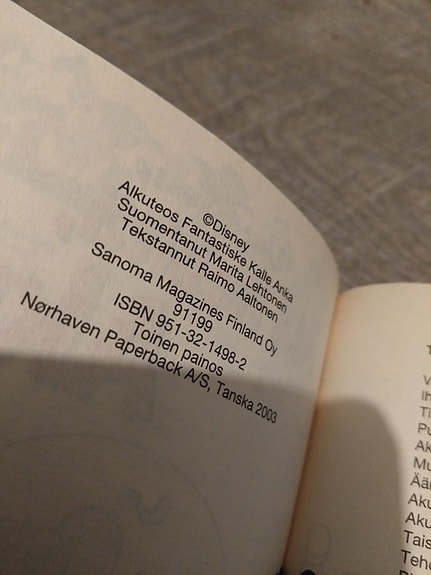 ©Disney
Alkuteos Fantastiske Kalle Anka
Suomentanut Marita Lehtonen
Tekstannut Raimo Aaltonen
Sanoma Magazines Finland Oy
91199
ISBN 951-32-1498-2
Toinen painos
Nørhaven Paperback A/S, Tanska 2003